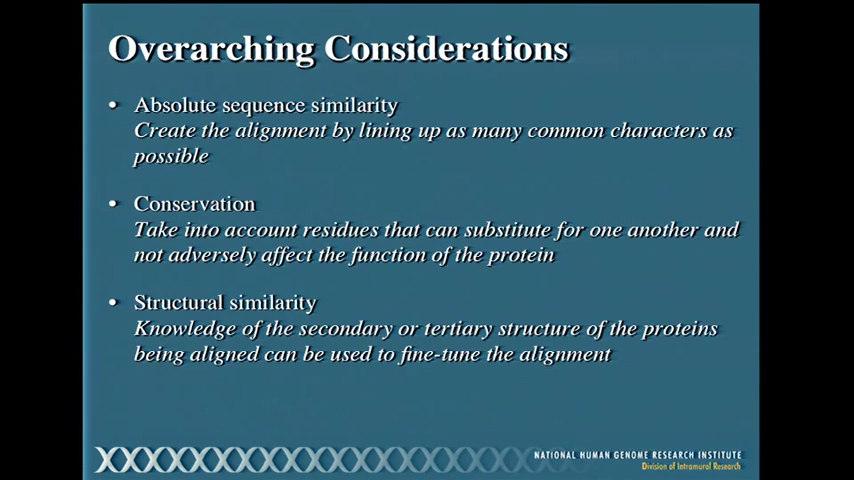 Overarching Considerations
• Absolute sequence similarity
Create the alignment by lining up as many common characters as
possible
• Conservation
Take into account residues that can substitute for one another and
not adversely affect the function of the protein
• Structural similarity
Knowledge of the secondary or tertiary structure of the proteins
being aligned can be used to fine-tune the alignment
NATIONAL HUMAN GENOME RESEARCH INSTITUTE
Division of Intramural Research